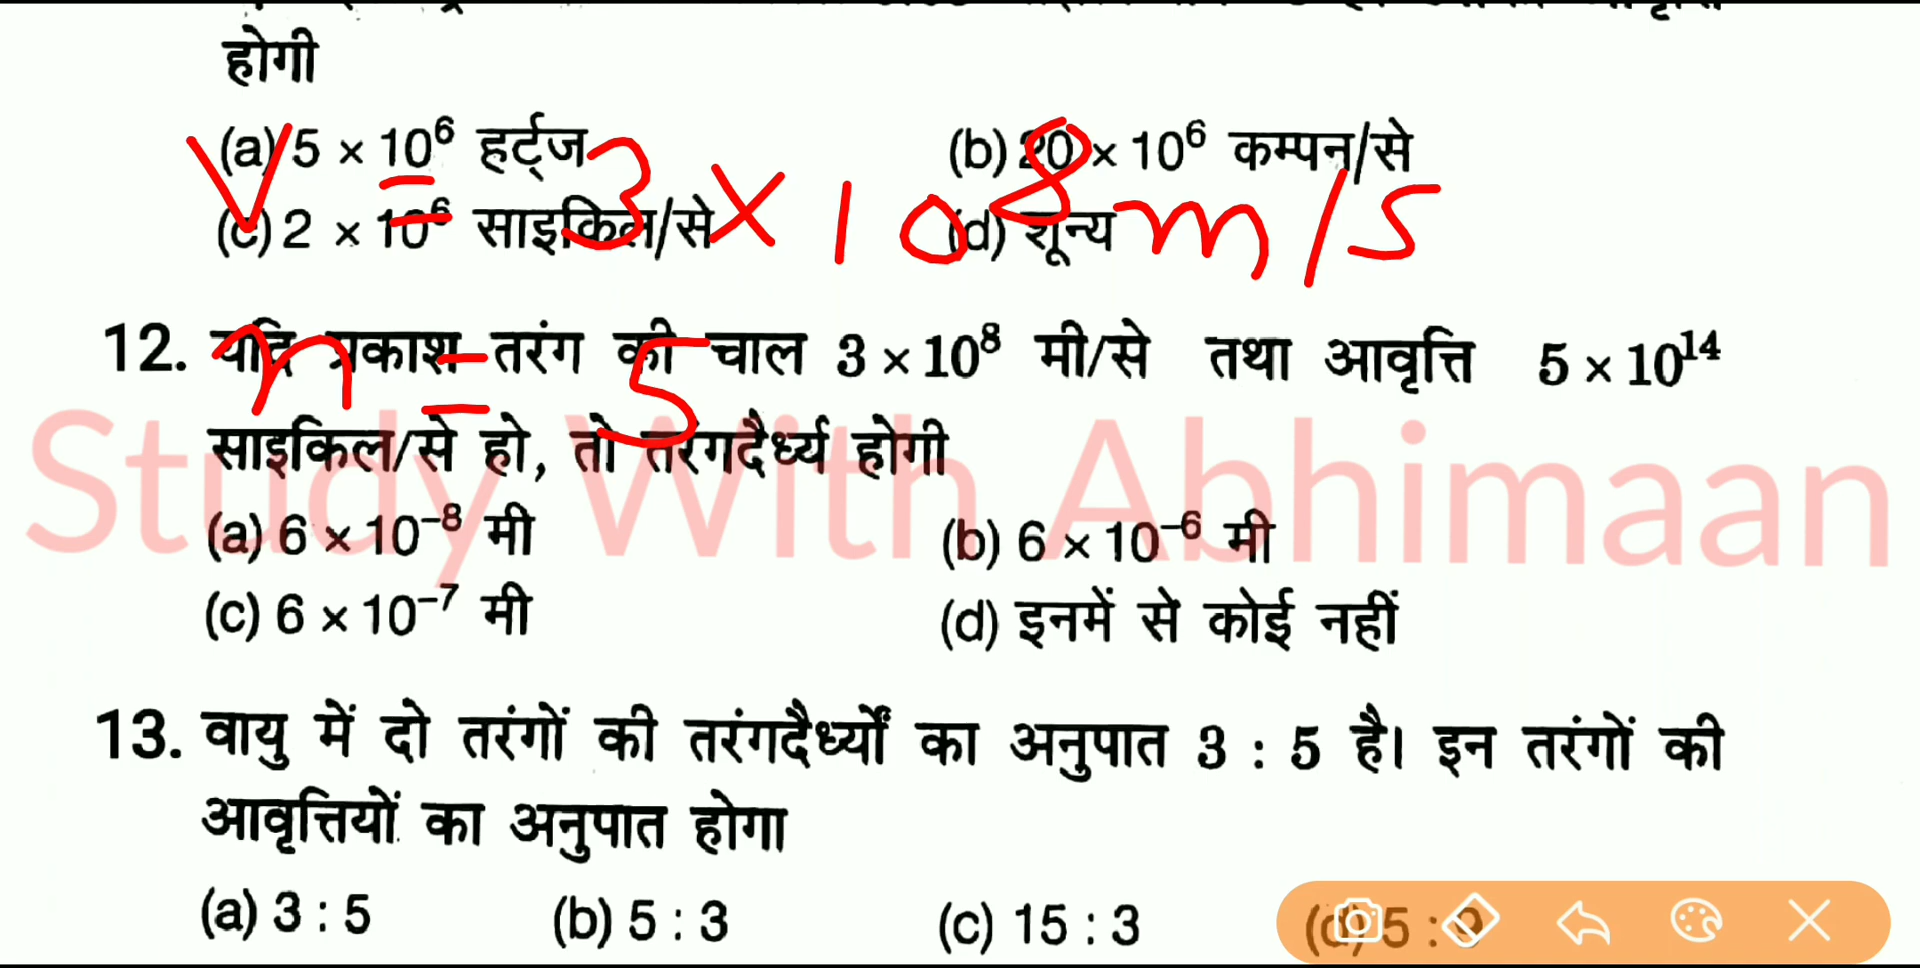 होगी
(a) 5 × 10⁶ हर्ट्ज (b) 20 × 10⁶ कम्पन/से
(c) 2 × 10⁶ साइकिल/से (d) शून्य
V = 3 × 10⁸ m/s
12. यदि प्रकाश तरंग की चाल 3 × 10⁸ मी/से तथा आवृत्ति 5 × 10¹⁴
n = 5
साइकिल/से हो, तो तरंगदैर्ध्य होगी
Study With Abhimaan
(a) 6 × 10⁻⁸ मी (b) 6 × 10⁻⁶ मी
(c) 6 × 10⁻⁷ मी (d) इनमें से कोई नहीं
13. वायु में दो तरंगों की तरंगदैर्ध्यों का अनुपात 3 : 5 है। इन तरंगों की
आवृत्तियों का अनुपात होगा
(a) 3 : 5 (b) 5 : 3 (c) 15 : 3 (d) 5 : 9